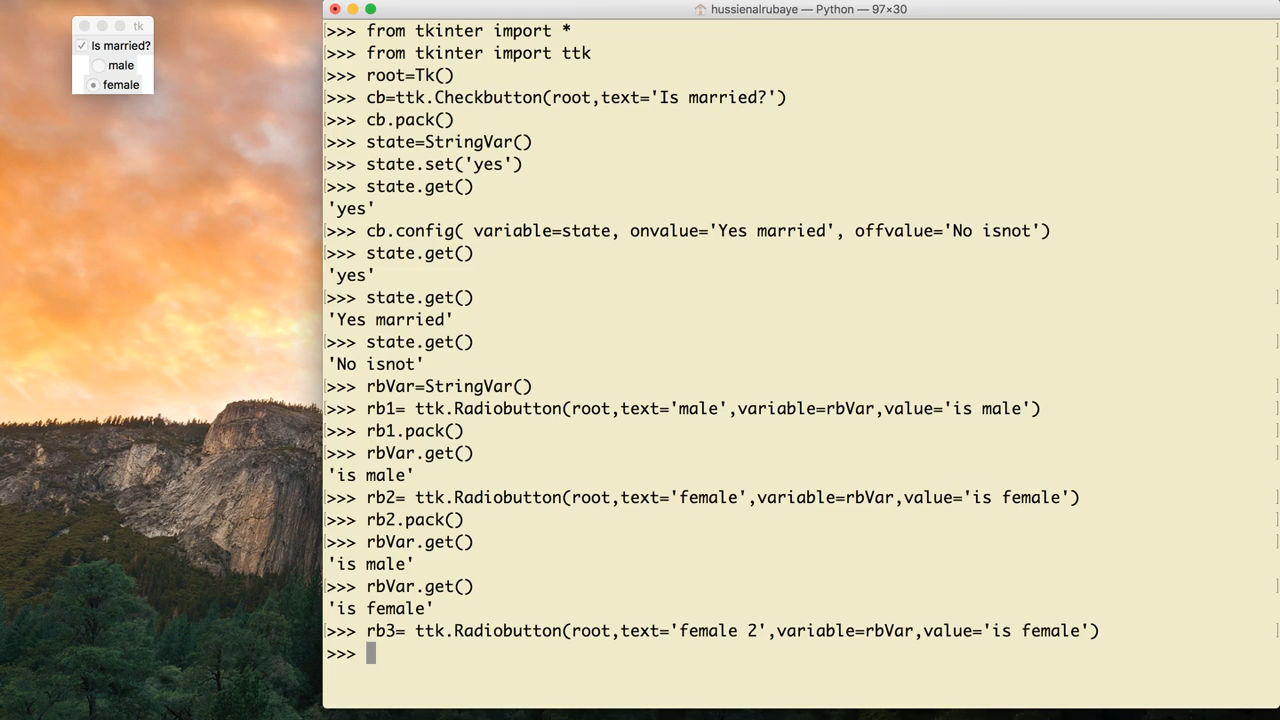 tk
Is married?
male
female
hussienalrubaye — Python — 97×30
>>> from tkinter import *
>>> from tkinter import ttk
>>> root=Tk()
>>> cb=ttk.Checkbutton(root,text='Is married?')
>>> cb.pack()
>>> state=StringVar()
>>> state.set('yes')
>>> state.get()
'yes'
>>> cb.config( variable=state, onvalue='Yes married', offvalue='No isnot')
>>> state.get()
'yes'
>>> state.get()
'Yes married'
>>> state.get()
'No isnot'
>>> rbVar=StringVar()
>>> rb1= ttk.Radiobutton(root,text='male',variable=rbVar,value='is male')
>>> rb1.pack()
>>> rbVar.get()
'is male'
>>> rb2= ttk.Radiobutton(root,text='female',variable=rbVar,value='is female')
>>> rb2.pack()
>>> rbVar.get()
'is male'
>>> rbVar.get()
'is female'
>>> rb3= ttk.Radiobutton(root,text='female 2',variable=rbVar,value='is female')
>>>